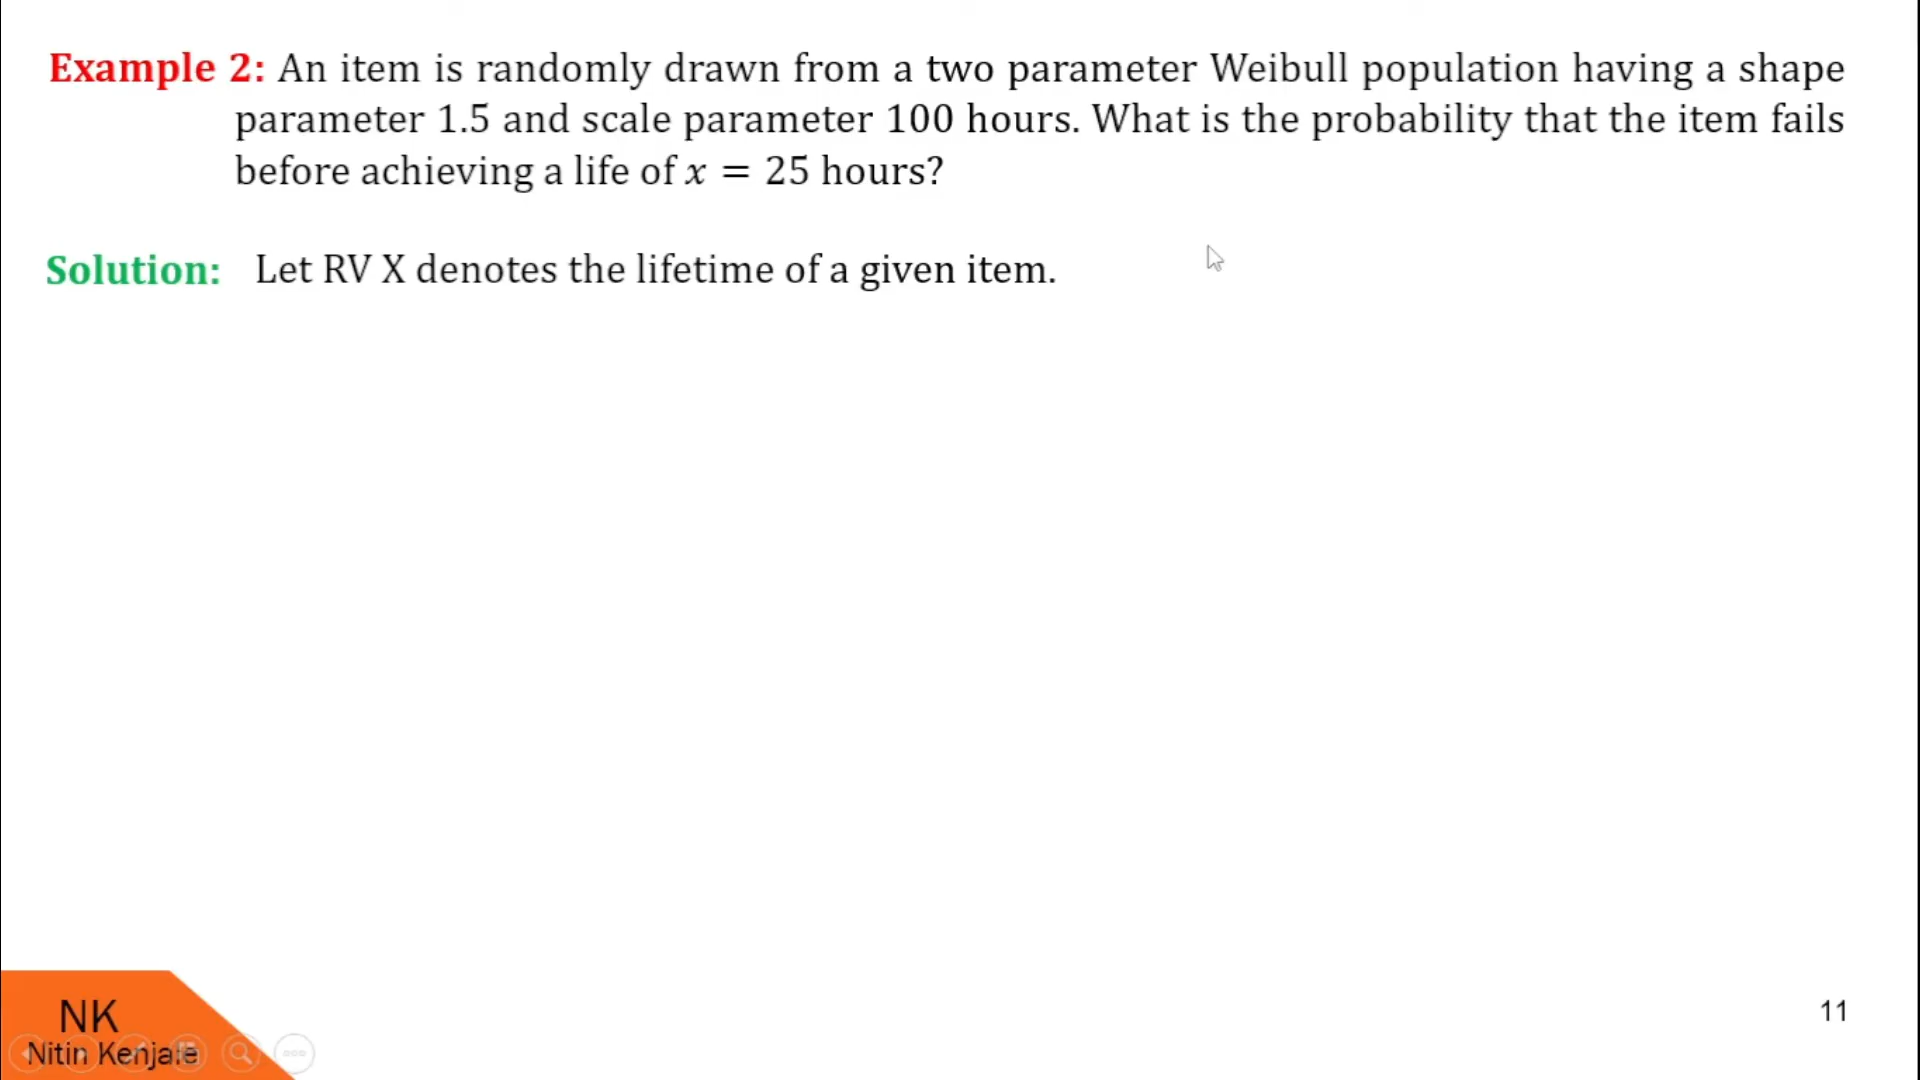 Example 2: An item is randomly drawn from a two parameter Weibull population having a shape
parameter 1.5 and scale parameter 100 hours. What is the probability that the item fails
before achieving a life of x = 25 hours?
Solution: Let RV X denotes the lifetime of a given item.
NK
Nitin Kenjale
11